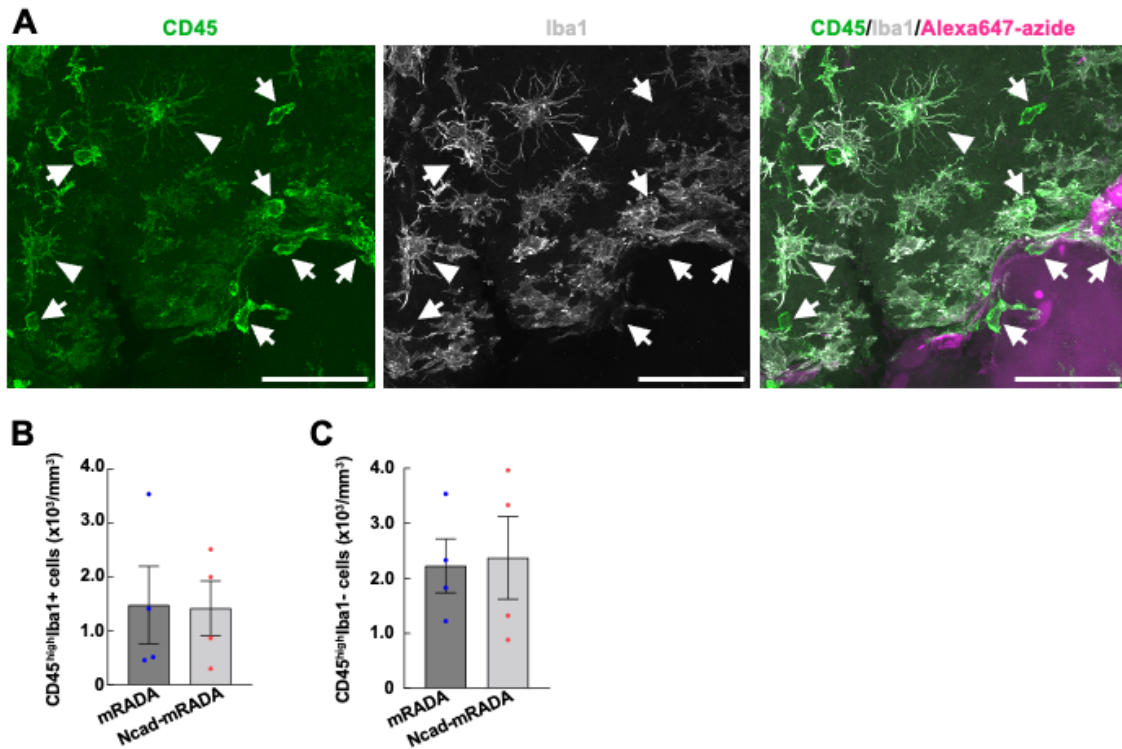 A
CD45
Iba1
CD45/Iba1/Alexa647-azide
B
CD45highIba1+ cells (x10³/mm³)
4.0
3.0
2.0
1.0
0
mRADA
Ncad-mRADA
C
CD45highIba1- cells (x10³/mm³)
4.0
3.0
2.0
1.0
0
mRADA
Ncad-mRADA